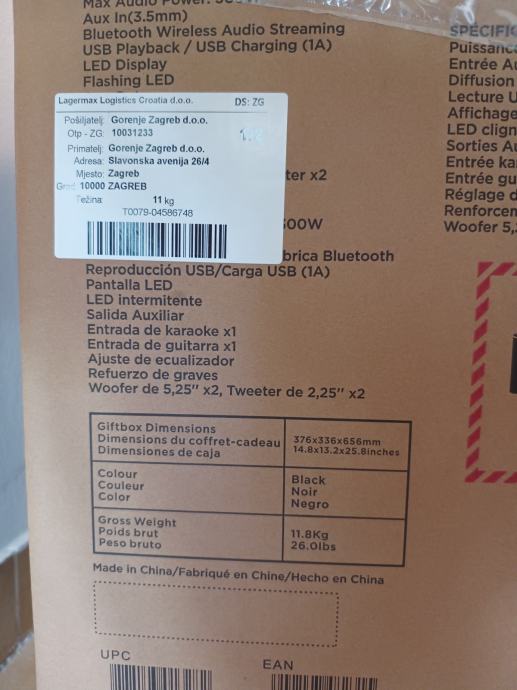 Aux In(3.5mm)
Bluetooth Wireless Audio Streaming
USB Playback / USB Charging (1A)
LED Display
Flashing LED
Lagermax Logistics Croatia d.o.o. DS: ZG
Pošiljatelj: Gorenje Zagreb d.o.o.
Otp - ZG: 10031233
Primatelj: Gorenje Zagreb d.o.o.
Adresa: Slavonska avenija 26/4
Mjesto: Zagreb
Grad: 10000 ZAGREB
Težina: 11 kg
T0079-04586748
ter x2
500W
brica Bluetooth
Reproducción USB/Carga USB (1A)
Pantalla LED
LED intermitente
Salida Auxiliar
Entrada de karaoke x1
Entrada de guitarra x1
Ajuste de ecualizador
Refuerzo de graves
Woofer de 5,25" x2, Tweeter de 2,25" x2
Giftbox Dimensions
Dimensions du coffret-cadeau
Dimensiones de caja
376x336x656mm
14.8x13.2x25.8inches
Colour
Couleur
Color
Black
Noir
Negro
Gross Weight
Poids brut
Peso bruto
11.8Kg
26.0lbs
Made in China/Fabriqué en Chine/Hecho en China
UPC
EAN
SPÉCIFIC
Puissance
Entrée Au
Diffusion
Lecture U
Affichage
LED clign
Sorties Au
Entrée ka
Entrée gu
Réglage d
Renforcem
Woofer 5,